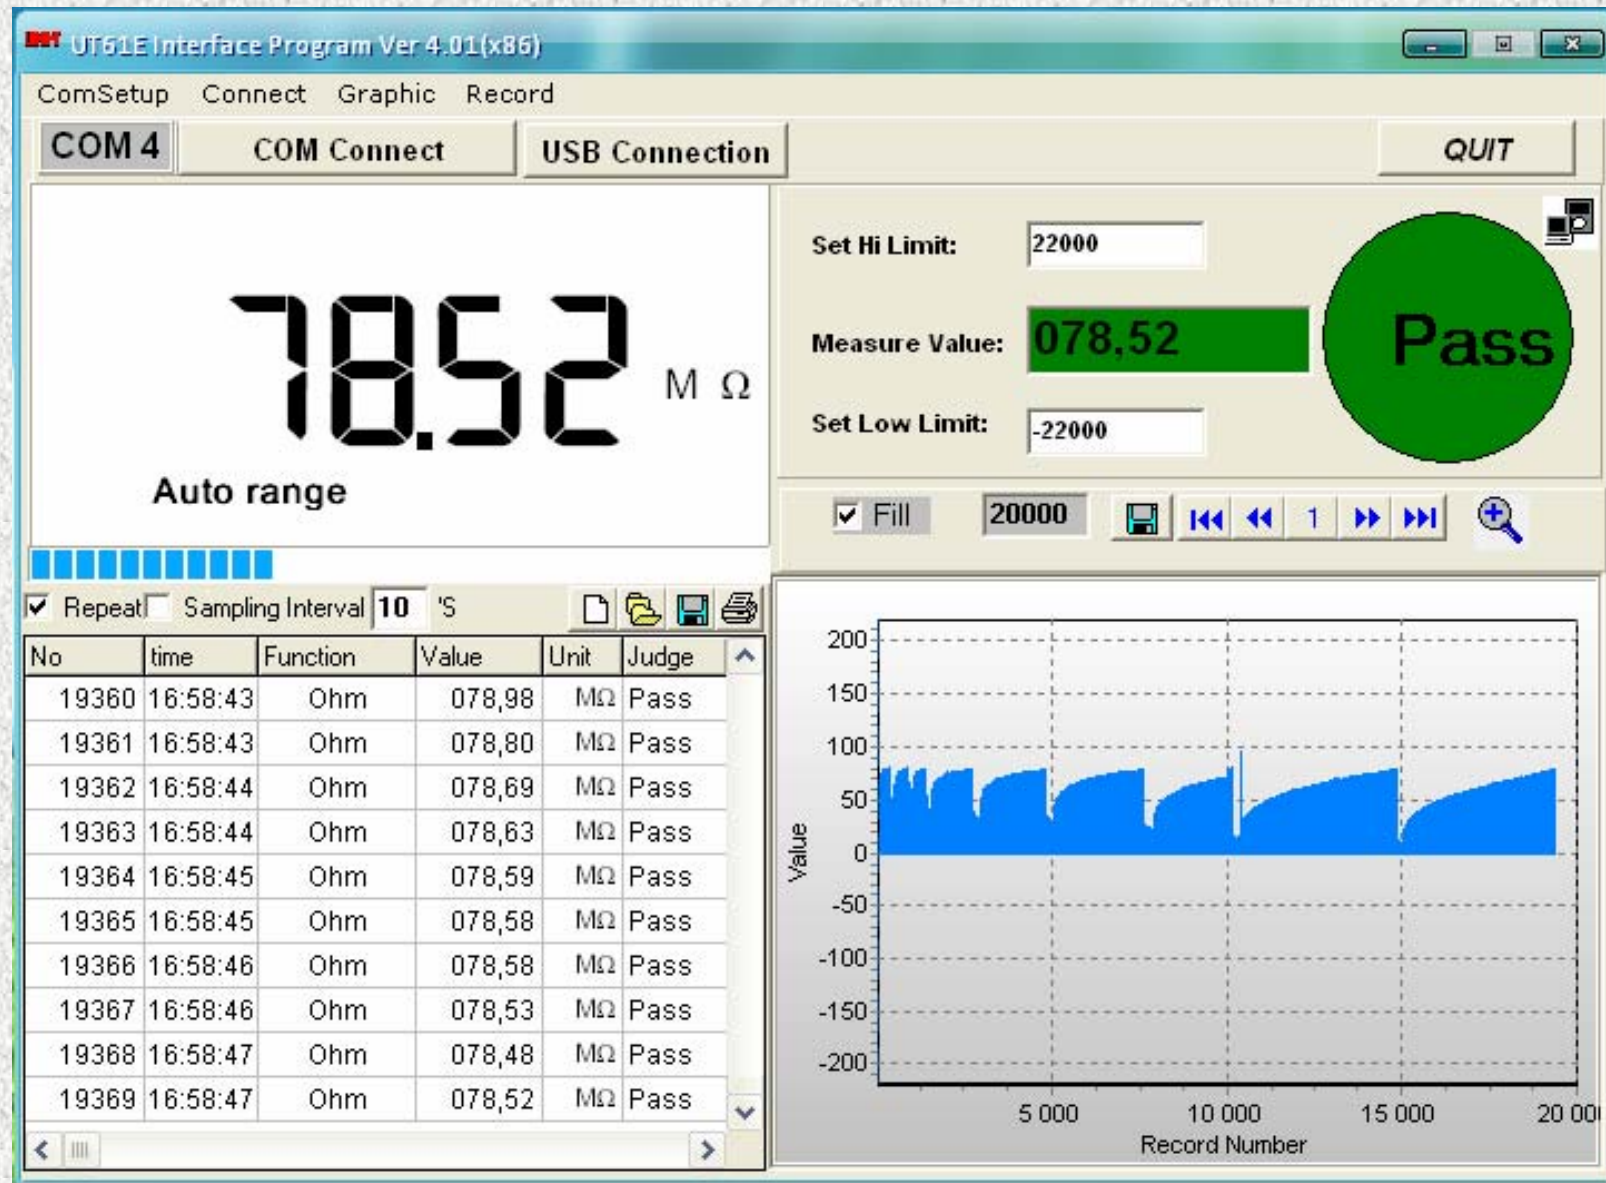 UNI-T UT61E Interface Program Ver 4.01(x86)
ComSetup Connect Graphic Record
COM 4 COM Connect USB Connection QUIT
78.52 M Ω
Auto range
Set Hi Limit: 22000
Measure Value: 078,52
Set Low Limit: -22000
Pass
Fill 20000 1
Repeat Sampling Interval 10 'S
No time Function Value Unit Judge
19360 16:58:43 Ohm 078,98 MΩ Pass
19361 16:58:43 Ohm 078,80 MΩ Pass
19362 16:58:44 Ohm 078,69 MΩ Pass
19363 16:58:44 Ohm 078,63 MΩ Pass
19364 16:58:45 Ohm 078,59 MΩ Pass
19365 16:58:45 Ohm 078,58 MΩ Pass
19366 16:58:46 Ohm 078,58 MΩ Pass
19367 16:58:46 Ohm 078,53 MΩ Pass
19368 16:58:47 Ohm 078,48 MΩ Pass
19369 16:58:47 Ohm 078,52 MΩ Pass
Value
200
150
100
50
0
-50
-100
-150
-200
5 000 10 000 15 000 20 00
Record Number